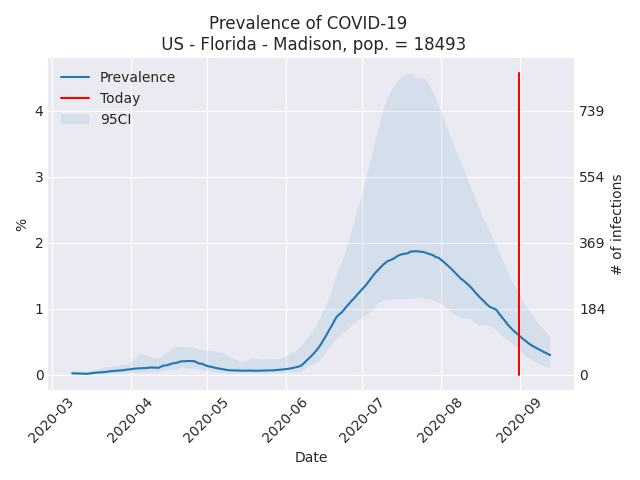 Prevalence of COVID-19
US - Florida - Madison, pop. = 18493
Prevalence
Today
95CI
%
4
3
2
1
0
739
554
369
184
0
# of infections
2020-03
2020-04
2020-05
2020-06
2020-07
2020-08
2020-09
Date